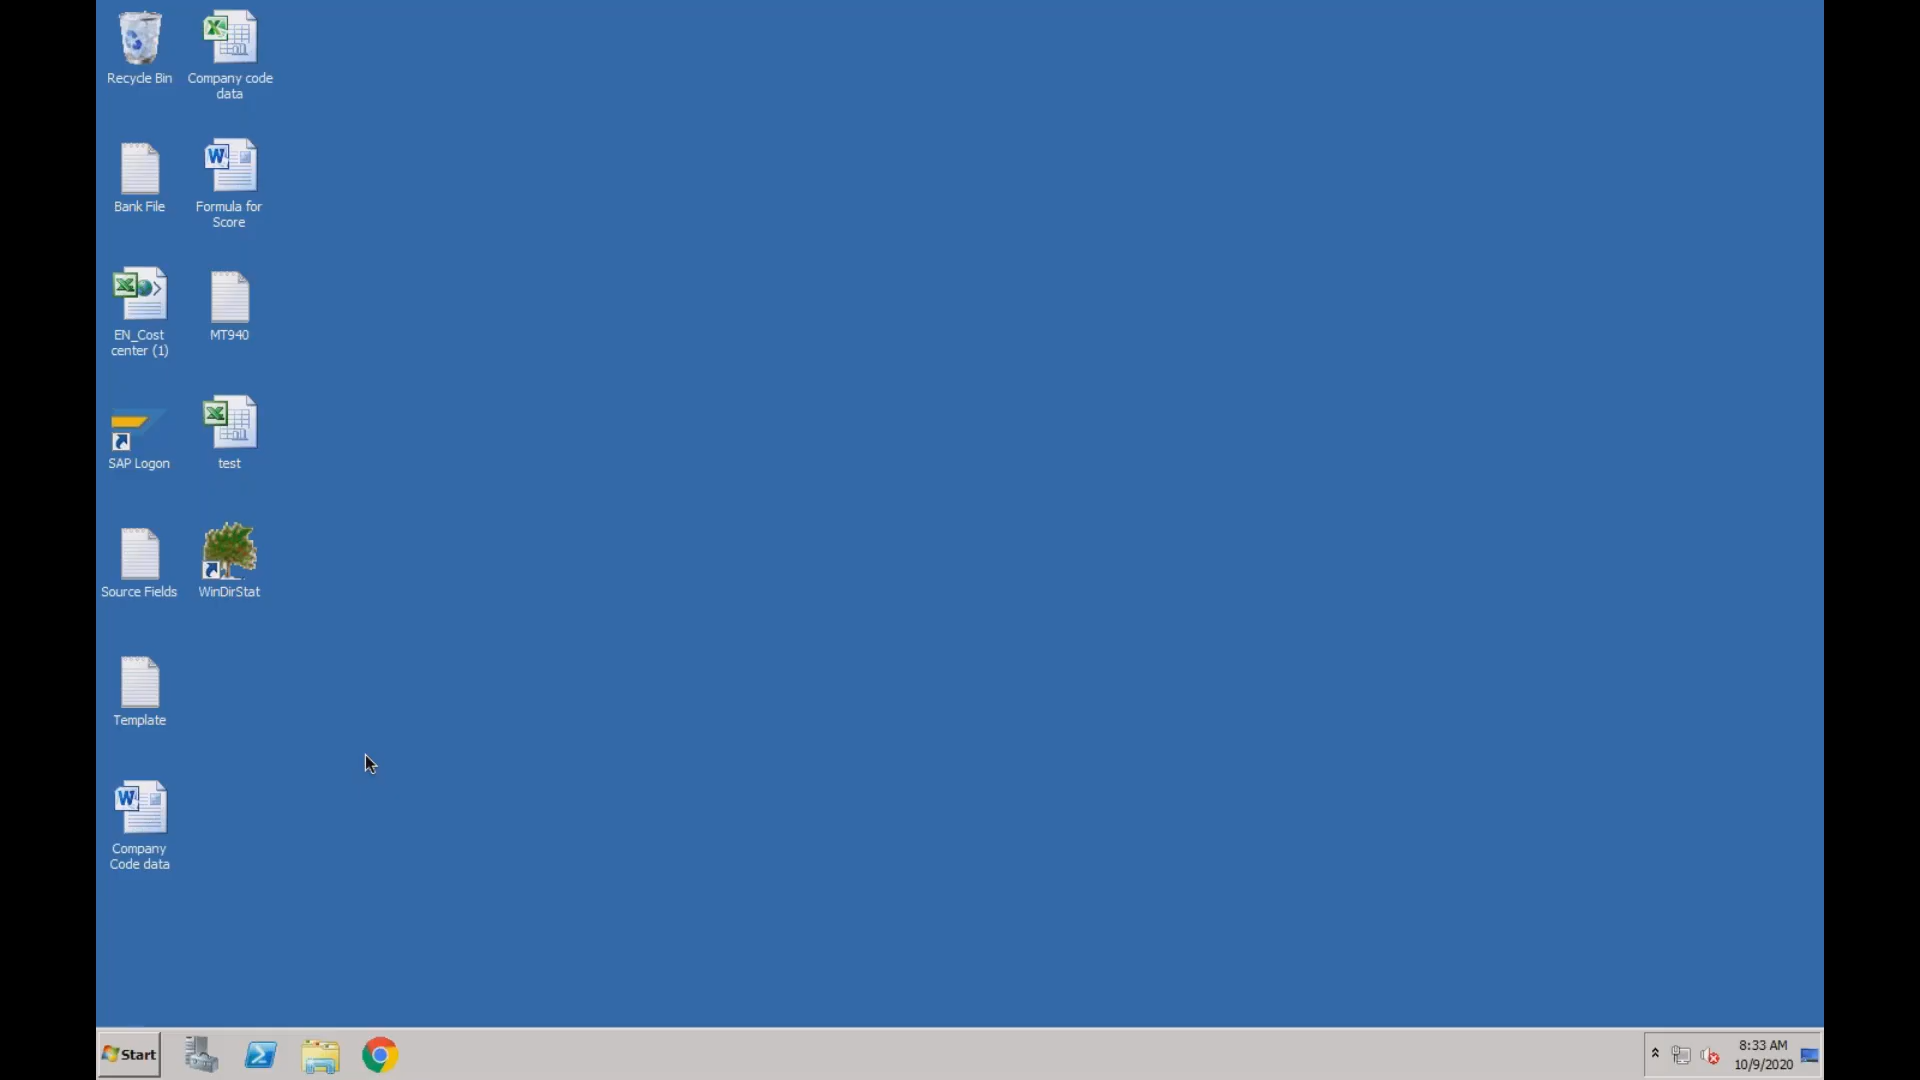 Recycle Bin
Company code
data
Bank File
Formula for
Score
EN_Cost
center (1)
MT940
SAP Logon
test
Source Fields
WinDirStat
Template
Company
Code data
Start
8:33 AM
10/9/2020